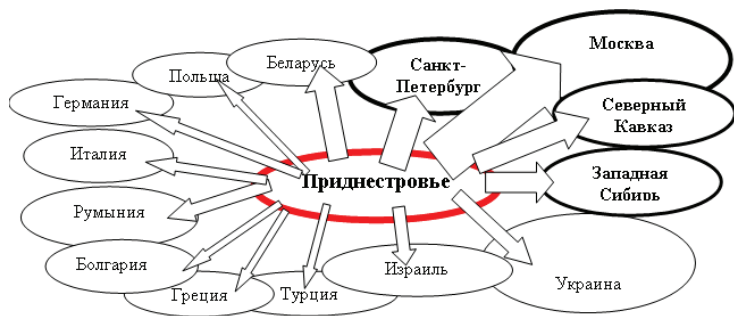 Москва
Санкт-
Петербург
Беларусь
Польша
Германия
Северный
Кавказ
Италия
Приднестровье
Западная
Сибирь
Румыния
Болгария
Греция
Турция
Израиль
Украина